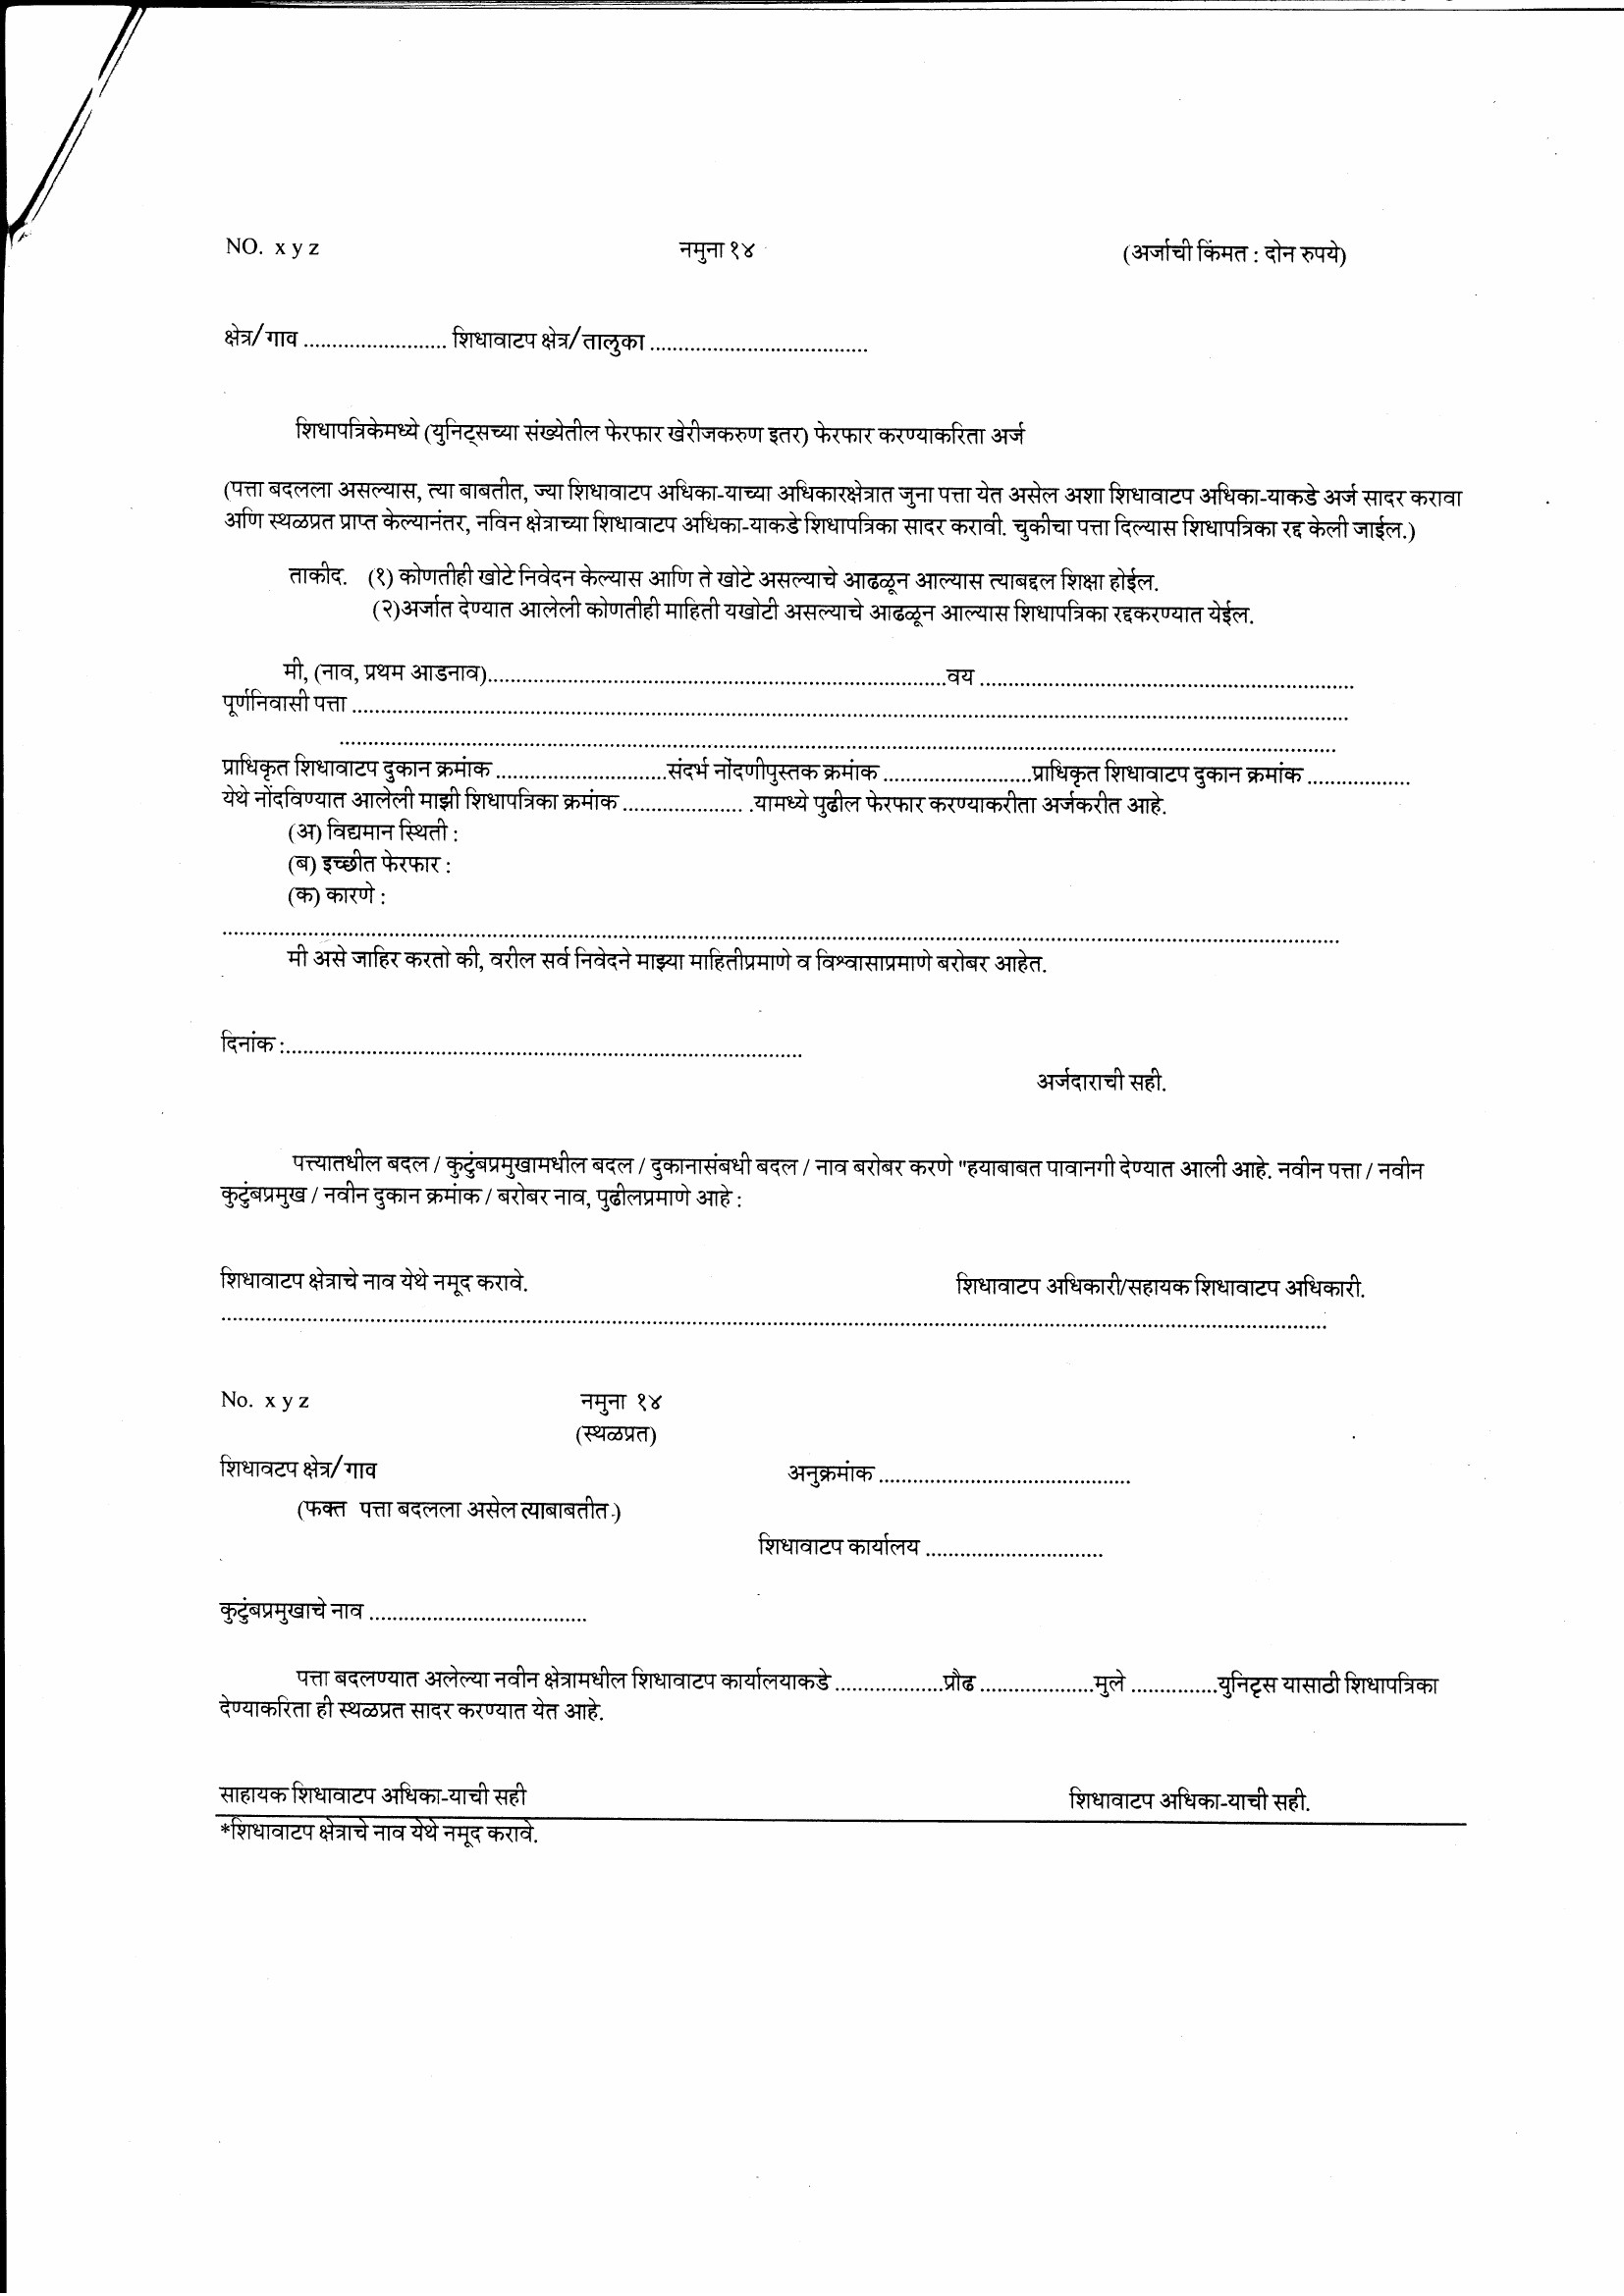 NO. x y z नमुना १४ (अर्जाची किंमत : दोन रुपये)
क्षेत्र/गाव ......................... शिधावाटप क्षेत्र/तालुका ......................................
शिधापत्रिकेमध्ये (युनिट्सच्या संख्येतील फेरफार खेरीजकरुण इतर) फेरफार करण्याकरिता अर्ज
(पत्ता बदलला असल्यास, त्या बाबतीत, ज्या शिधावाटप अधिका-याच्या अधिकारक्षेत्रात जुना पत्ता येत असेल अशा शिधावाटप अधिका-याकडे अर्ज सादर करावा
अणि स्थळप्रत प्राप्त केल्यानंतर, नविन क्षेत्राच्या शिधावाटप अधिका-याकडे शिधापत्रिका सादर करावी. चुकीचा पत्ता दिल्यास शिधापत्रिका रद्द केली जाईल.)
ताकीद. (१) कोणतीही खोटे निवेदन केल्यास आणि ते खोटे असल्याचे आढळून आल्यास त्याबद्दल शिक्षा होईल.
(२)अर्जात देण्यात आलेली कोणतीही माहिती यखोटी असल्याचे आढळून आल्यास शिधापत्रिका रद्दकरण्यात येईल.
मी, (नाव, प्रथम आडनाव)................................................................................वय .................................................................
पूर्णनिवासी पत्ता ..............................................................................................................................................................................
..............................................................................................................................................................................
प्राधिकृत शिधावाटप दुकान क्रमांक ..............................संदर्भ नोंदणीपुस्तक क्रमांक ..........................प्राधिकृत शिधावाटप दुकान क्रमांक ..................
येथे नोंदविण्यात आलेली माझी शिधापत्रिका क्रमांक ..................... .यामध्ये पुढील फेरफार करण्याकरीता अर्जकरीत आहे.
(अ) विद्यमान स्थिती :
(ब) इच्छीत फेरफार :
(क) कारणे :
....................................................................................................................................................................................................
मी असे जाहिर करतो की, वरील सर्व निवेदने माझ्या माहितीप्रमाणे व विश्वासाप्रमाणे बरोबर आहेत.
दिनांक :..........................................................................................
अर्जदाराची सही.
पत्त्यातधील बदल / कुटुंबप्रमुखामधील बदल / दुकानासंबधी बदल / नाव बरोबर करणे "हयाबाबत पावानगी देण्यात आली आहे. नवीन पत्ता / नवीन
कुटुंबप्रमुख / नवीन दुकान क्रमांक / बरोबर नाव, पुढीलप्रमाणे आहे :
शिधावाटप क्षेत्राचे नाव येथे नमूद करावे. शिधावाटप अधिकारी/सहायक शिधावाटप अधिकारी.
....................................................................................................................................................................................................
No. x y z नमुना १४
(स्थळप्रत)
शिधावटप क्षेत्र/गाव अनुक्रमांक ............................................
(फक्त पत्ता बदलला असेल त्याबाबतीत.)
शिधावाटप कार्यालय ...............................
कुटुंबप्रमुखाचे नाव ......................................
पत्ता बदलण्यात अलेल्या नवीन क्षेत्रामधील शिधावाटप कार्यालयाकडे ...................प्रौढ ....................मुले ...............युनिट्स यासाठी शिधापत्रिका
देण्याकरिता ही स्थळप्रत सादर करण्यात येत आहे.
साहायक शिधावाटप अधिका-याची सही शिधावाटप अधिका-याची सही.
*शिधावाटप क्षेत्राचे नाव येथे नमूद करावे.